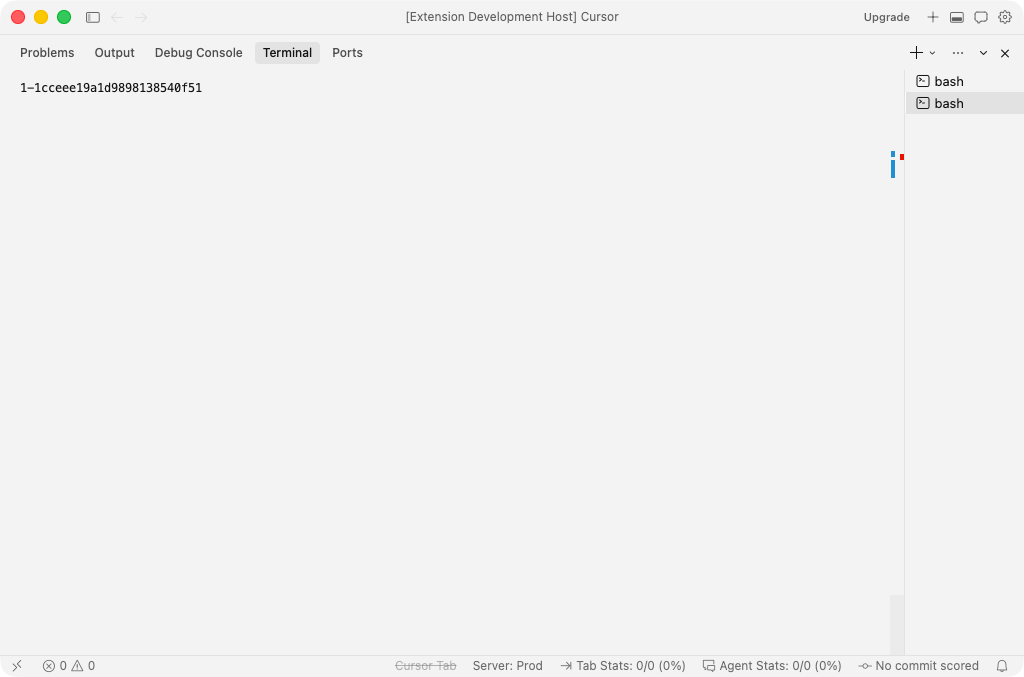 [Extension Development Host] Cursor
Upgrade
Problems Output Debug Console Terminal Ports
1-1cceee19a1d9898138540f51
bash
bash
0 0 Cursor Tab Server: Prod Tab Stats: 0/0 (0%) Agent Stats: 0/0 (0%) No commit scored